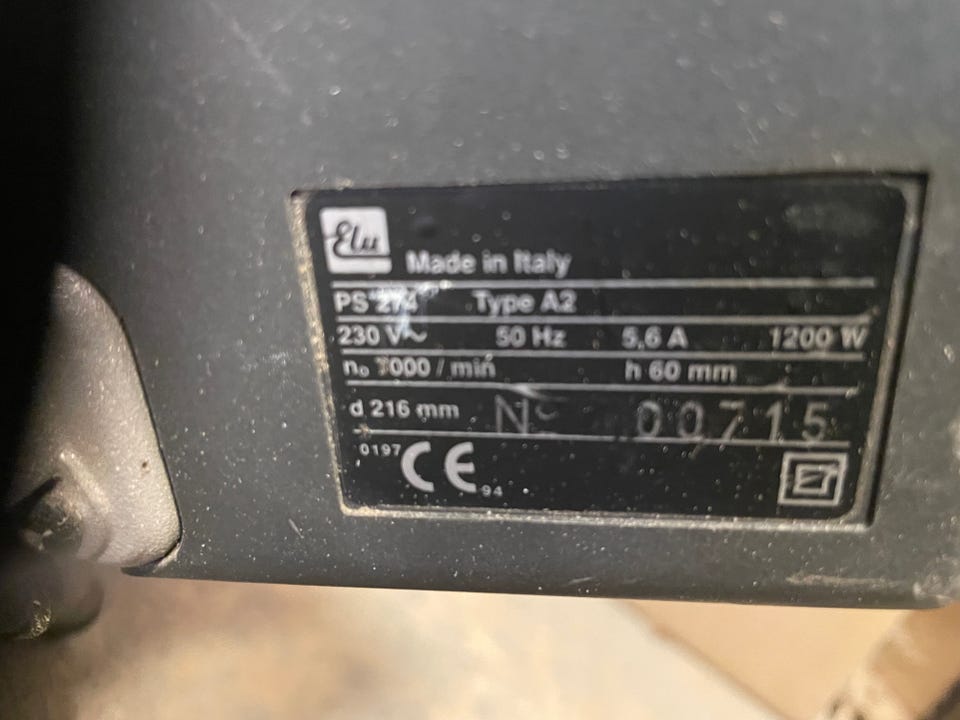 Elu Made in Italy
PS 274 Type A2
230 V~ 50 Hz 5,6 A 1200 W
n₀ 7000 / min h 60 mm
d 216 mm No 00715
0197 CE 94